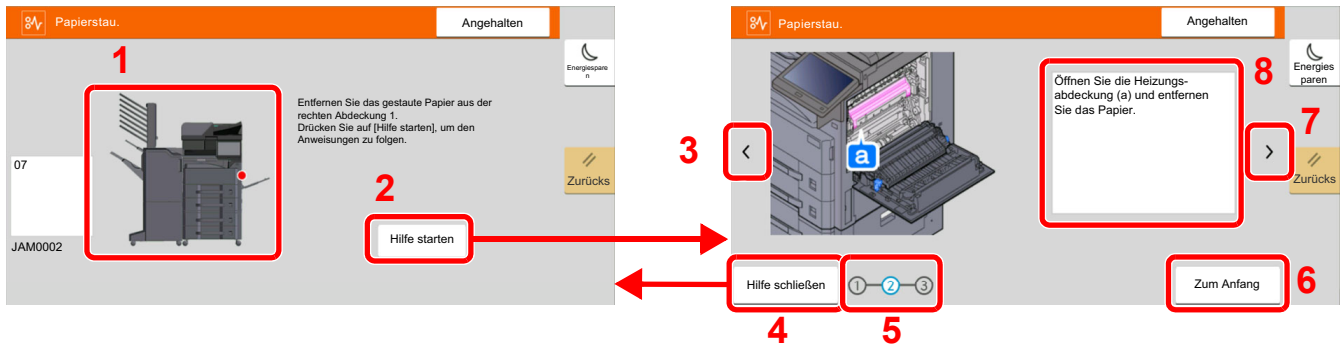 Papierstau.
Angehalten
1
Energiespare
n
Entfernen Sie das gestaute Papier aus der
rechten Abdeckung 1.
Drücken Sie auf [Hilfe starten], um den
Anweisungen zu folgen.
07
Zurücks
2
JAM0002
Hilfe starten
Papierstau.
Angehalten
8
Energies
paren
Öffnen Sie die Heizungs-
abdeckung (a) und entfernen
Sie das Papier.
7
3
<
a
>
Zurücks
Hilfe schließen
1
2
3
Zum Anfang
6
4
5